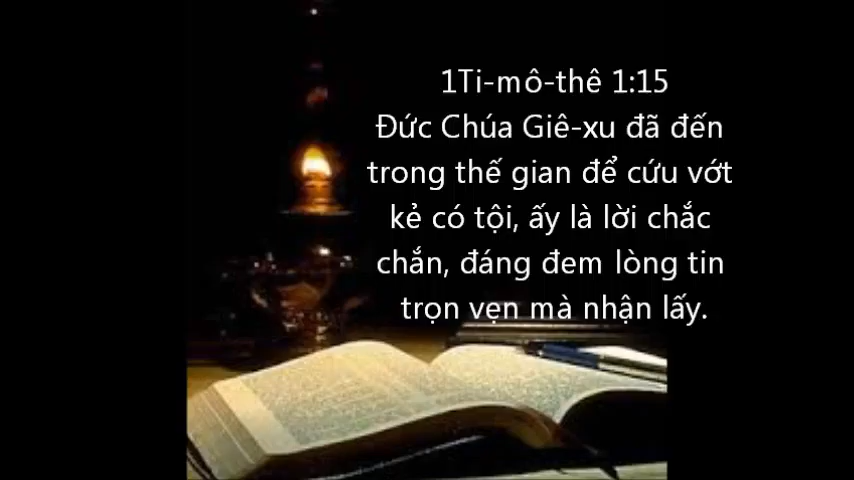 1Ti-mô-thê 1:15
Đức Chúa Giê-xu đã đến
trong thế gian để cứu vớt
kẻ có tội, ấy là lời chắc
chắn, đáng đem lòng tin
trọn vẹn mà nhận lấy.